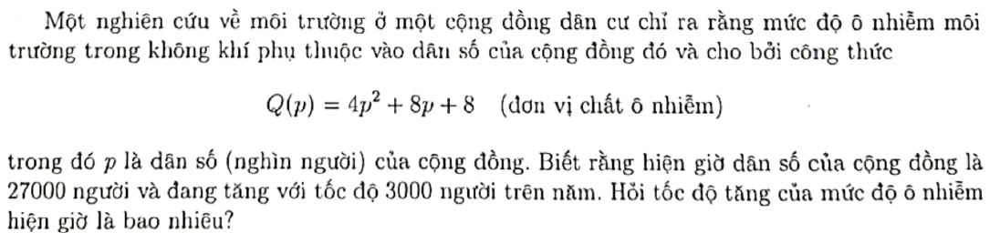 Một nghiên cứu về môi trường ở một cộng đồng dân cư chỉ ra rằng mức độ ô nhiễm môi
trường trong không khí phụ thuộc vào dân số của cộng đồng đó và cho bởi công thức
Q(p) = 4p² + 8p + 8 (đơn vị chất ô nhiễm)
trong đó p là dân số (nghìn người) của cộng đồng. Biết rằng hiện giờ dân số của cộng đồng là
27000 người và đang tăng với tốc độ 3000 người trên năm. Hỏi tốc độ tăng của mức độ ô nhiễm
hiện giờ là bao nhiêu?